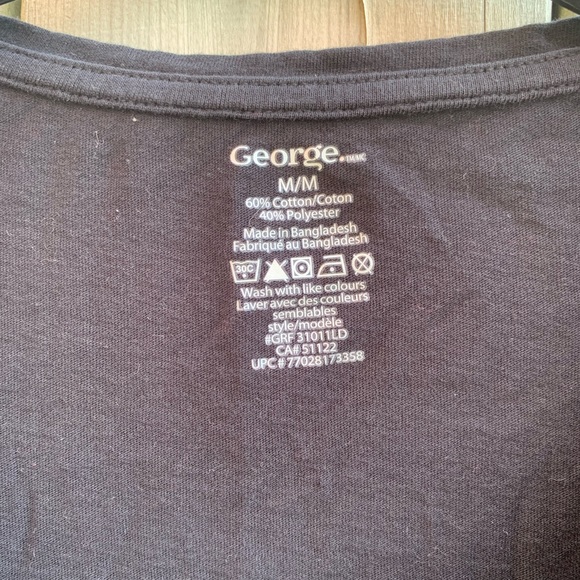 George.
M/M
60% Cotton/Coton
40% Polyester
Made in Bangladesh
Fabriqué au Bangladesh
30C
Wash with like colours
Laver avec des couleurs
semblables
style/modèle
#GRF 31011LD
CA# 51122
UPC # 77028173358